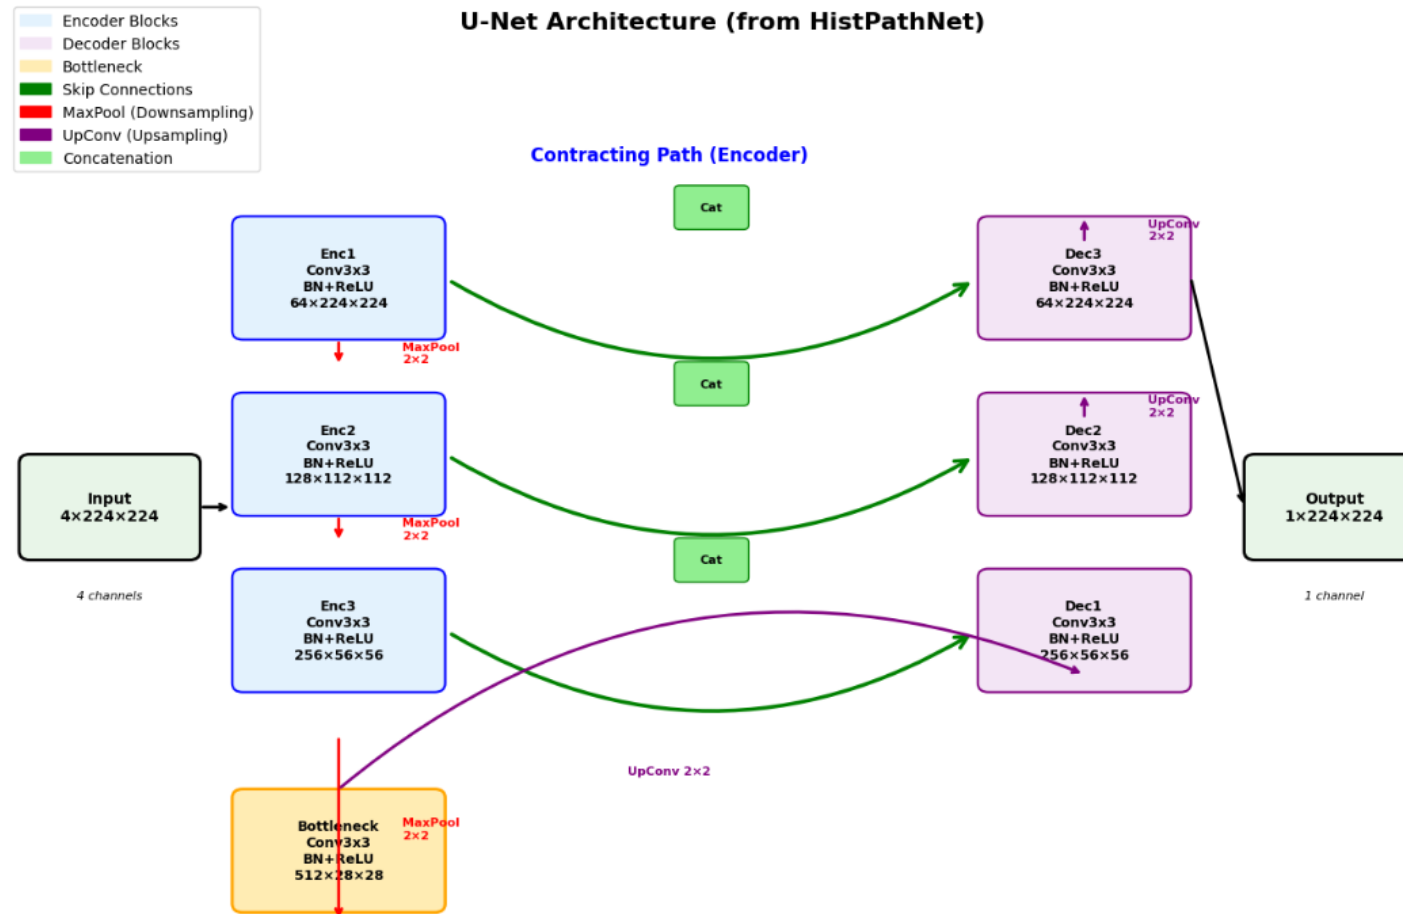 U-Net Architecture (from HistPathNet)
Encoder Blocks
Decoder Blocks
Bottleneck
Skip Connections
MaxPool (Downsampling)
UpConv (Upsampling)
Concatenation
Contracting Path (Encoder)
Cat
Enc1
Conv3x3
BN+ReLU
64×224×224
MaxPool
2×2
UpConv
2×2
Dec3
Conv3x3
BN+ReLU
64×224×224
Cat
Enc2
Conv3x3
BN+ReLU
128×112×112
MaxPool
2×2
UpConv
2×2
Dec2
Conv3x3
BN+ReLU
128×112×112
Input
4×224×224
4 channels
Output
1×224×224
1 channel
Cat
Enc3
Conv3x3
BN+ReLU
256×56×56
Dec1
Conv3x3
BN+ReLU
256×56×56
UpConv 2×2
Bottleneck
Conv3x3
BN+ReLU
512×28×28
MaxPool
2×2